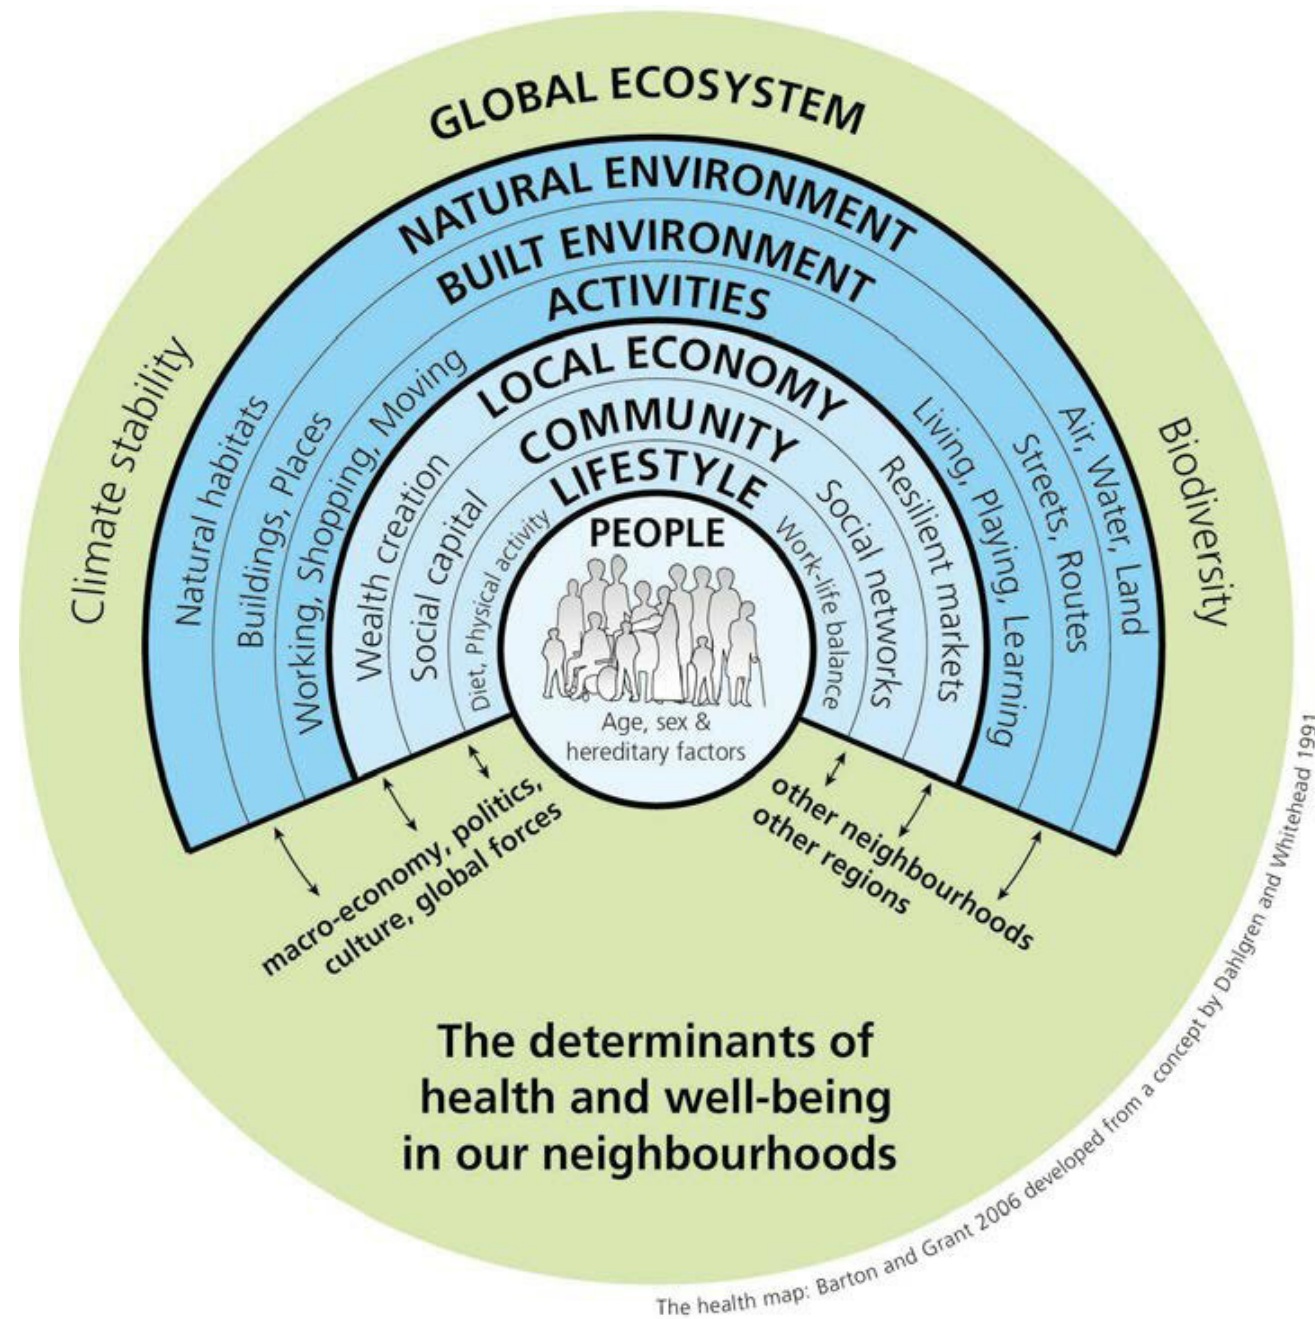 GLOBAL ECOSYSTEM
NATURAL ENVIRONMENT
BUILT ENVIRONMENT
ACTIVITIES
LOCAL ECONOMY
COMMUNITY
LIFESTYLE
PEOPLE
Age, sex &
hereditary factors
Climate stability
Natural habitats
Buildings, Places
Working, Shopping, Moving
Wealth creation
Social capital
Diet, Physical activity
Work-life balance
Social networks
Resilient markets
Living, Playing, Learning
Streets, Routes
Air, Water, Land
Biodiversity
macro-economy, politics,
culture, global forces
other neighbourhoods
other regions
The determinants of
health and well-being
in our neighbourhoods
The health map: Barton and Grant 2006 developed from a concept by Dahlgren and Whitehead 1991